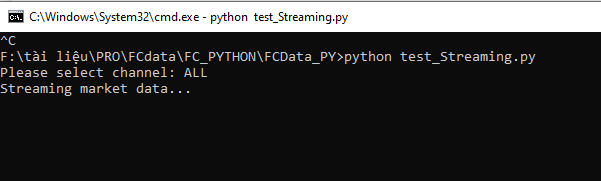 C:\Windows\System32\cmd.exe - python test_Streaming.py
^C
F:\tài liệu\PRO\FCdata\FC_PYTHON\FCData_PY>python test_Streaming.py
Please select channel: ALL
Streaming market data...